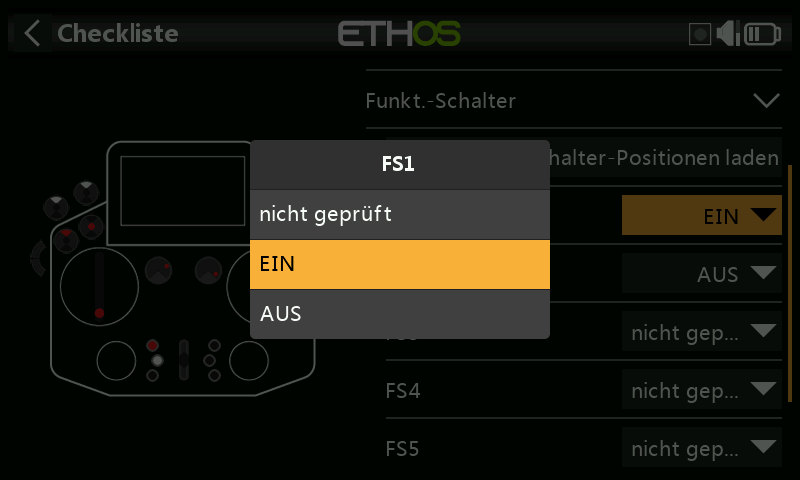 Checkliste
ETHOS
Funkt.-Schalter
halter-Positionen laden
FS1
nicht geprüft
EIN
AUS
EIN
AUS
nicht gep...
FS4
nicht gep...
FS5
nicht gep...